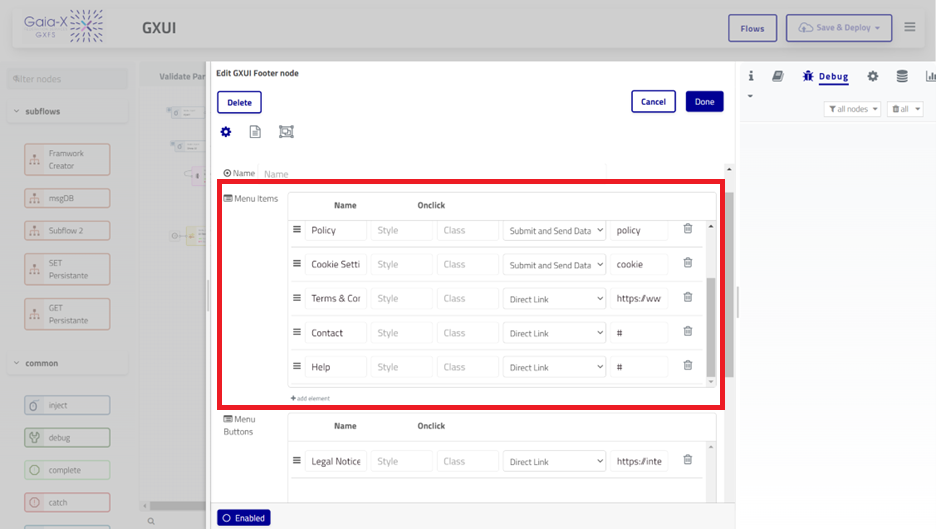 Gaia-X
GXFS
GXUI
Flows
Save & Deploy
filter nodes
subflows
Framwork
Creator
msgDB
Subflow 2
SET
Persistante
GET
Persistante
common
inject
debug
complete
catch
Validate Par
Edit GXUI Footer node
Delete
Cancel
Done
Name
Name
Menu Items
Name Onclick
Policy Style Class Submit and Send Data policy
Cookie Setti Style Class Submit and Send Data cookie
Terms & Cor Style Class Direct Link https://ww
Contact Style Class Direct Link #
Help Style Class Direct Link #
add element
Menu
Buttons
Name Onclick
Legal Notice Style Class Direct Link https://inte
Enabled
Debug
all nodes
all